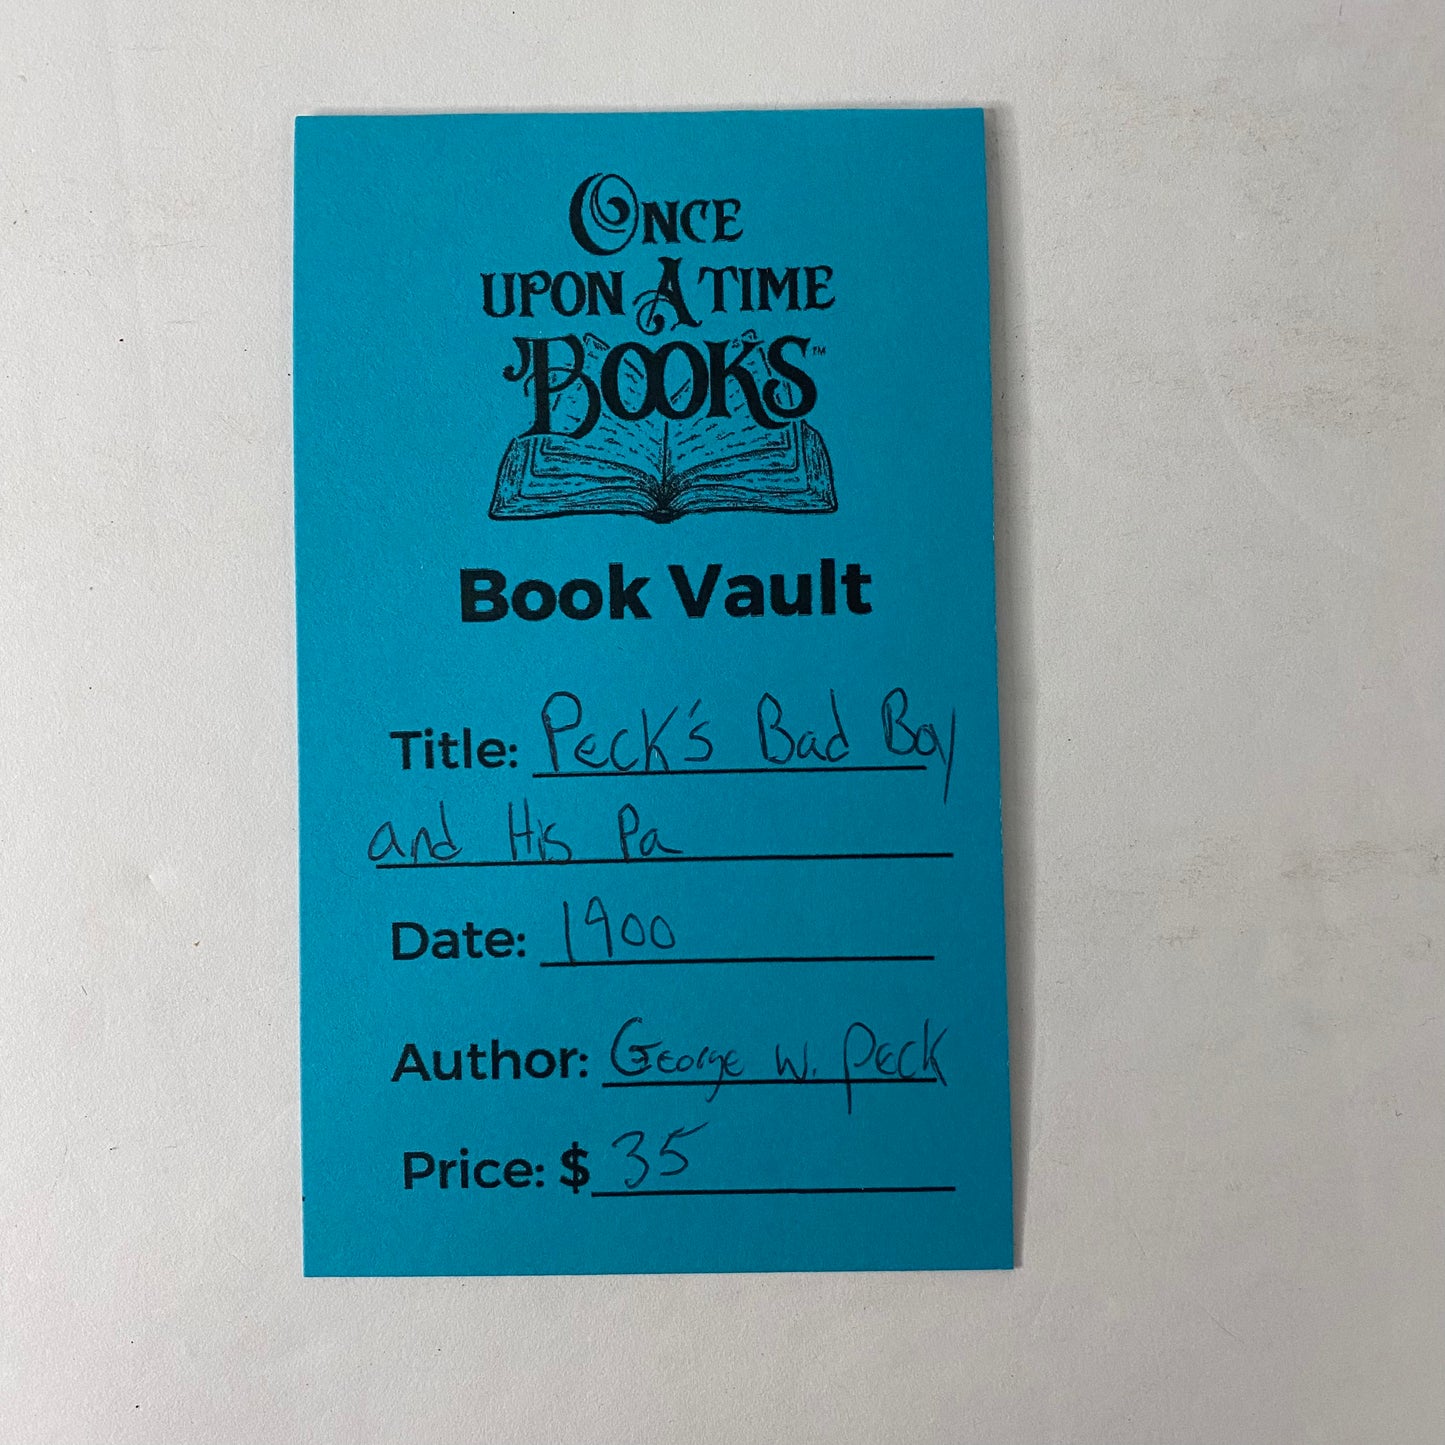 ONCE
UPON A TIME
BOOKS™
Book Vault
Title: Peck's Bad Boy
and His Pa
Date: 1900
Author: George W. Peck
Price: $ 35